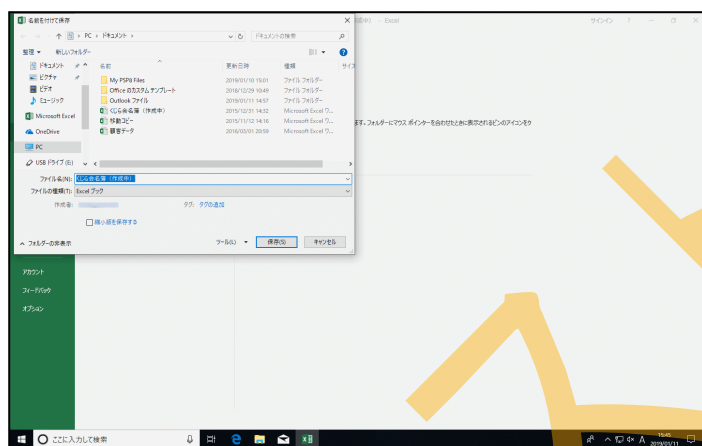 名前を付けて保存
成中） - Excel
サインイン ?
PC › ドキュメント ›
ドキュメントの検索
整理 新しいフォルダー
ドキュメント
ピクチャ
ビデオ
ミュージック
Microsoft Excel
OneDrive
PC
USB ドライブ (E:)
名前 更新日時 種類 サイズ
My PSP8 Files 2019/01/10 15:01 ファイル フォルダー
Office のカスタム テンプレート 2018/12/29 10:49 ファイル フォルダー
Outlook ファイル 2019/01/11 14:57 ファイル フォルダー
くじら会名簿（作成中） 2015/12/31 14:32 Microsoft Excel ワ...
移動コピー 2015/11/12 14:16 Microsoft Excel ワ...
顧客データ 2016/03/01 20:59 Microsoft Excel ワ...
ます。フォルダーにマウス ポインターを合わせたときに表示されるピンのアイコンをク
ファイル名(N): くじら会名簿（作成中）
ファイルの種類(T): Excel ブック
作成者: タグ: タグの追加
縮小版を保存する
フォルダーの非表示 ツール(L) 保存(S) キャンセル
アカウント
フィードバック
オプション
ここに入力して検索
A 15:45
2019/01/11